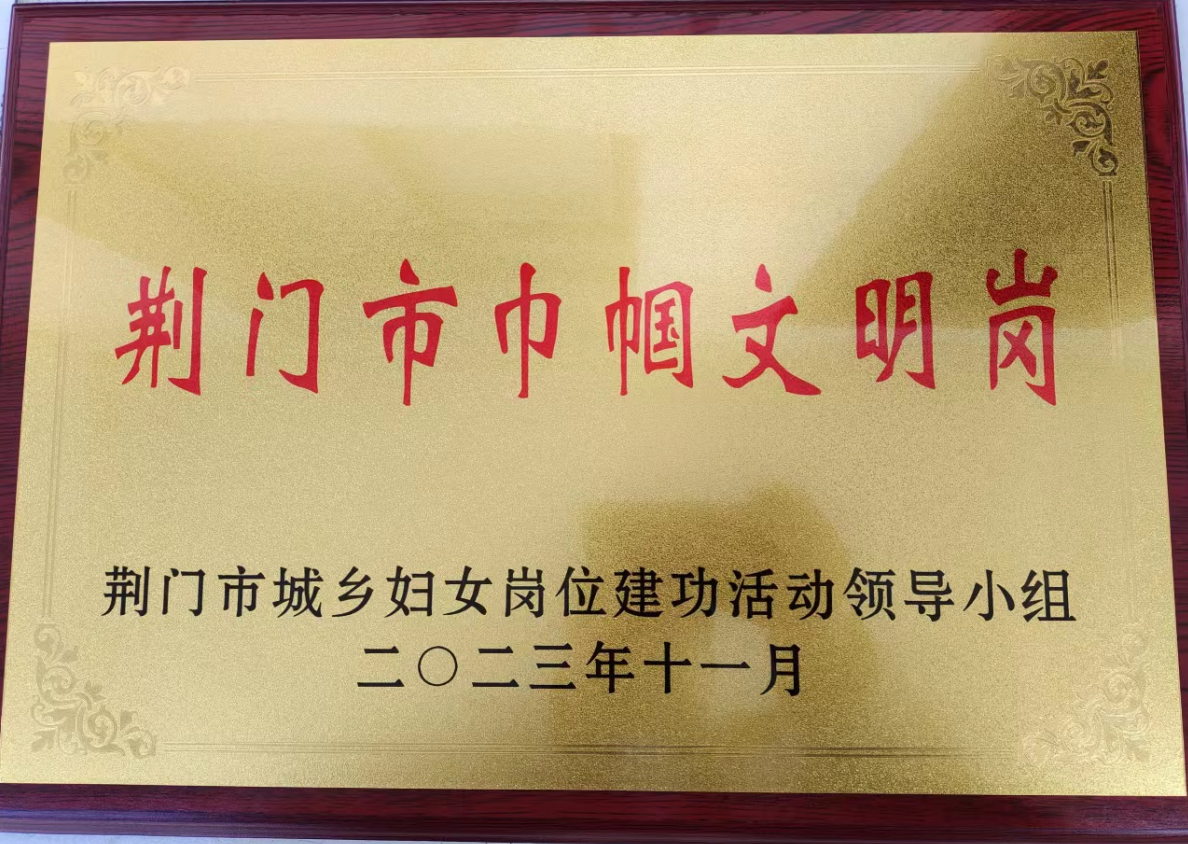 荆门市巾帼文明岗
荆门市城乡妇女岗位建功活动领导小组
二〇二三年十一月